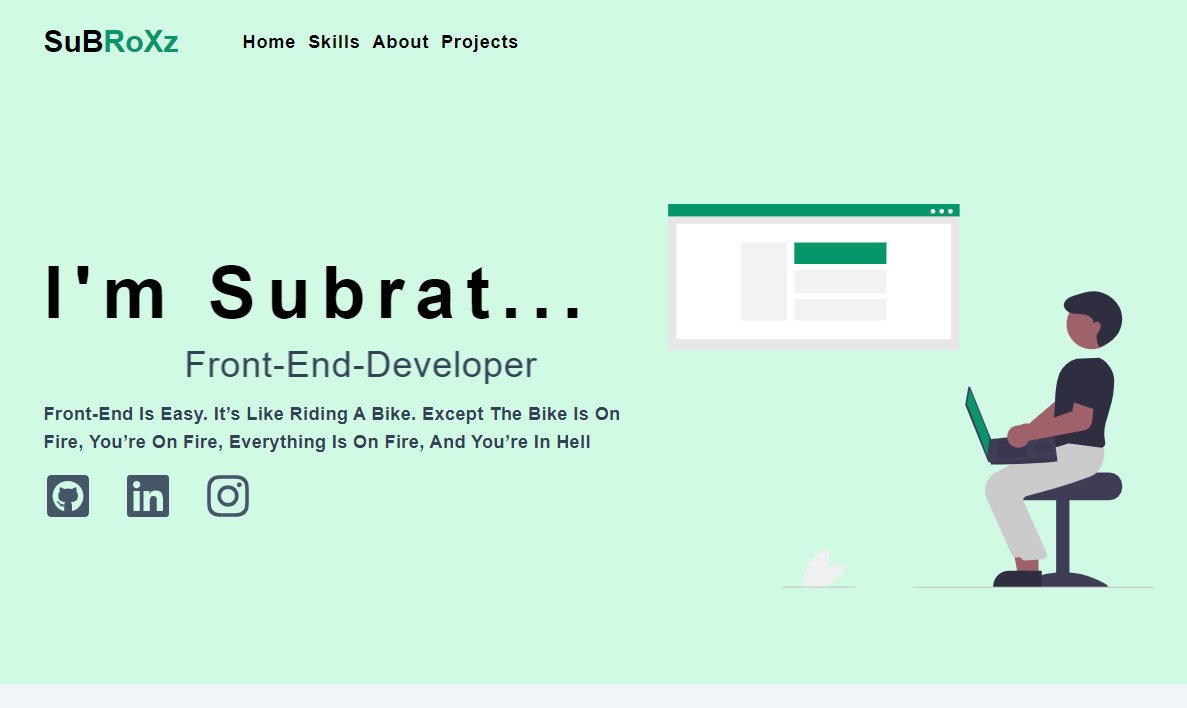 SuBRoXz
Home Skills About Projects
I'm Subrat...
Front-End-Developer
Front-End Is Easy. It’s Like Riding A Bike. Except The Bike Is On
Fire, You’re On Fire, Everything Is On Fire, And You’re In Hell
in